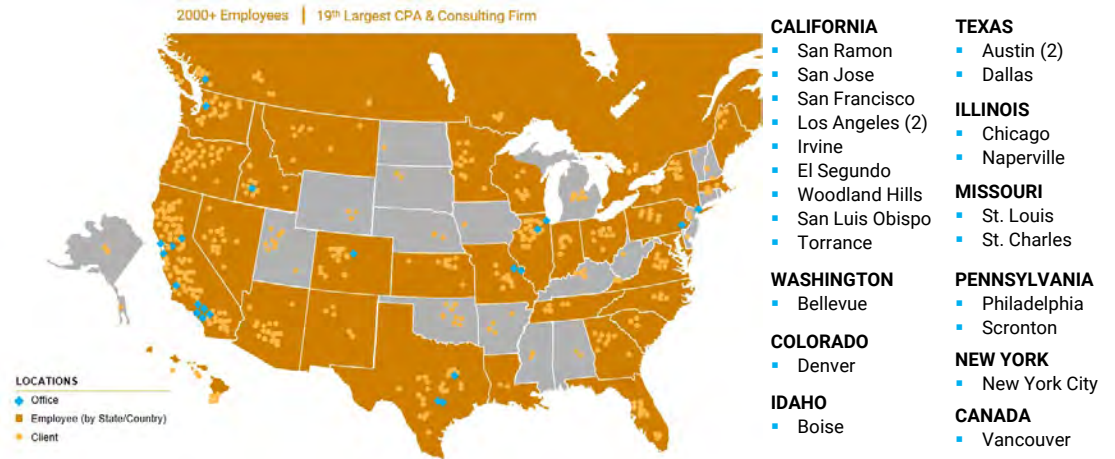 2000+ Employees | 19th Largest CPA & Consulting Firm
LOCATIONS
Office
Employee (by State/Country)
Client
CALIFORNIA
San Ramon
San Jose
San Francisco
Los Angeles (2)
Irvine
El Segundo
Woodland Hills
San Luis Obispo
Torrance
WASHINGTON
Bellevue
COLORADO
Denver
IDAHO
Boise
TEXAS
Austin (2)
Dallas
ILLINOIS
Chicago
Naperville
MISSOURI
St. Louis
St. Charles
PENNSYLVANIA
Philadelphia
Scronton
NEW YORK
New York City
CANADA
Vancouver